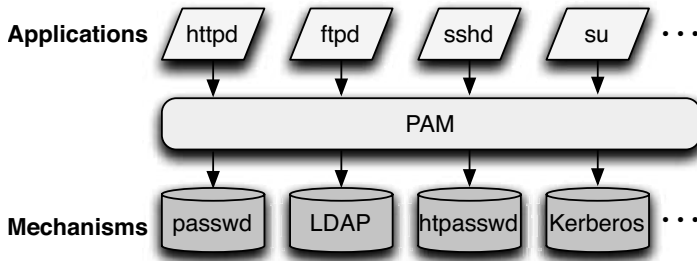 Applications httpd ftpd sshd su ...
PAM
Mechanisms passwd LDAP htpasswd Kerberos ...